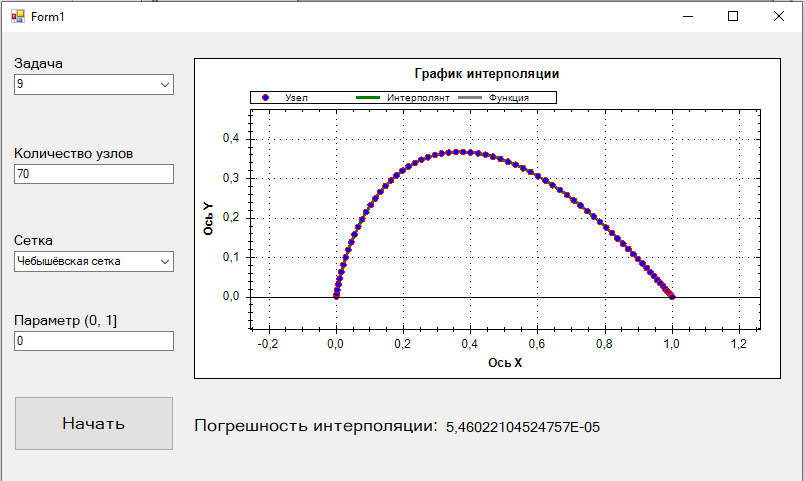 Form1
Задача
9
Количество узлов
70
Сетка
Чебышёвская сетка
Параметр (0, 1]
0
Начать
График интерполяции
Узел Интерполянт Функция
Ось Y
0,4
0,3
0,2
0,1
0,0
-0,2 0,0 0,2 0,4 0,6 0,8 1,0 1,2
Ось X
Погрешность интерполяции: 5,46022104524757E-05